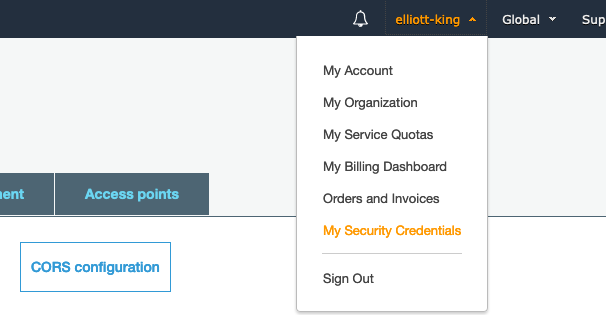 elliott-king Global Sup
My Account
My Organization
My Service Quotas
My Billing Dashboard
Orders and Invoices
My Security Credentials
Sign Out
nent Access points
CORS configuration